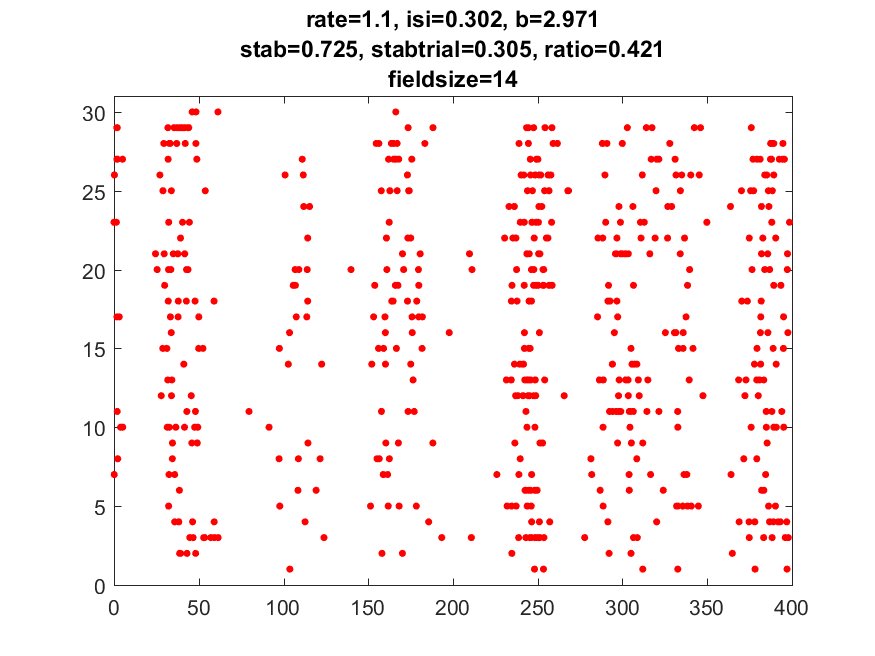 rate=1.1, isi=0.302, b=2.971
stab=0.725, stabtrial=0.305, ratio=0.421
fieldsize=14
30
25
20
15
10
5
0
0 50 100 150 200 250 300 350 400